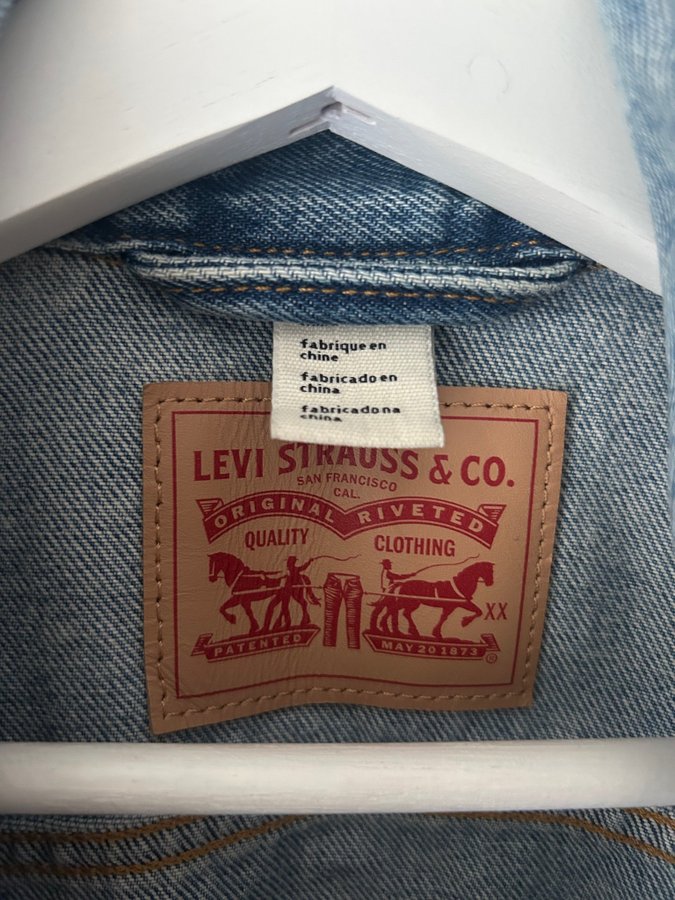 fabrique en
chine
fabricado en
china
fabricado na
china
LEVI STRAUSS & CO.
SAN FRANCISCO
CAL.
ORIGINAL RIVETED
QUALITY CLOTHING
XX
PATENTED MAY 20 1873 ®